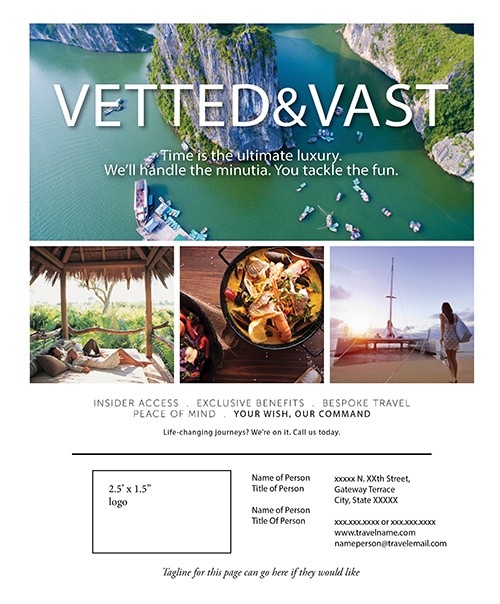 VETTED&VAST
Time is the ultimate luxury.
We'll handle the minutia. You tackle the fun.
INSIDER ACCESS . EXCLUSIVE BENEFITS . BESPOKE TRAVEL
PEACE OF MIND . YOUR WISH, OUR COMMAND
Life-changing journeys? We're on it. Call us today.
2.5' x 1.5"
logo
Name of Person
Title of Person
Name of Person
Title Of Person
xxxxx N. XXth Street,
Gateway Terrace
City, State XXXXX
xxx.xxx.xxxx or xxx.xxx.xxxx
www.travelname.com
nameperson@travelemail.com
Tagline for this page can go here if they would like